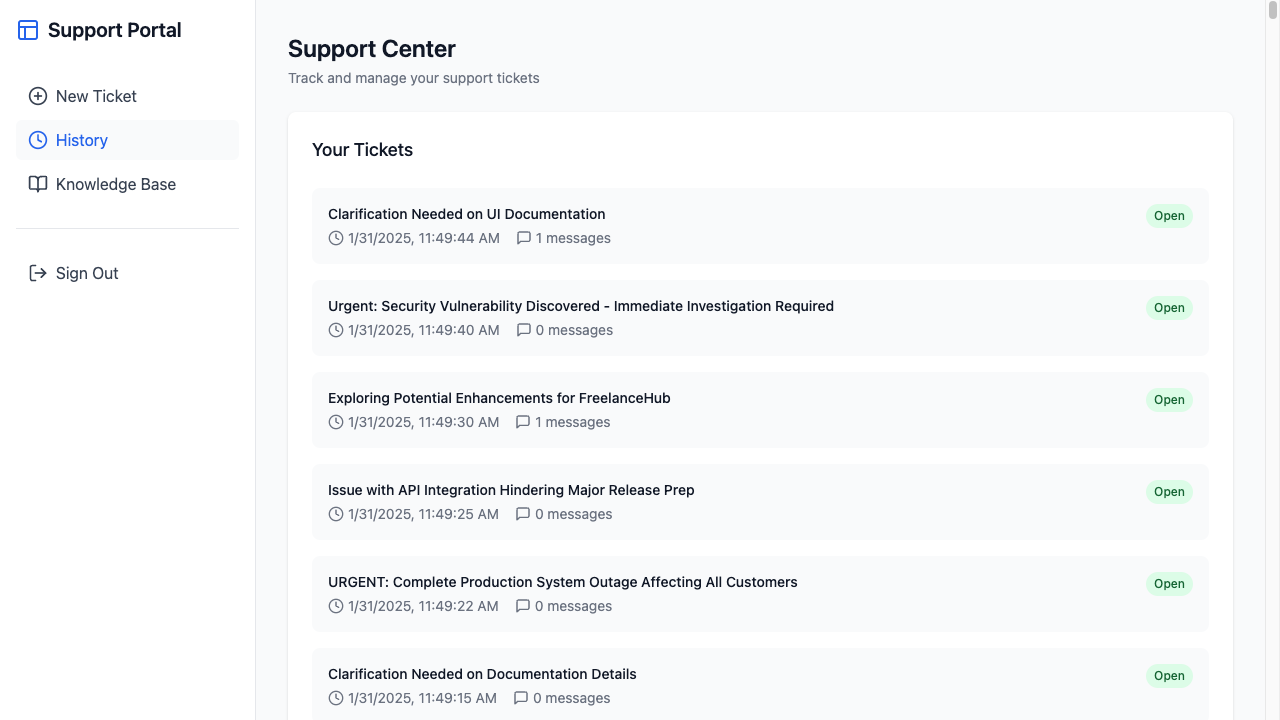 Support Portal
New Ticket
History
Knowledge Base
Sign Out
Support Center
Track and manage your support tickets
Your Tickets
Clarification Needed on UI Documentation
Open
1/31/2025, 11:49:44 AM 1 messages
Urgent: Security Vulnerability Discovered - Immediate Investigation Required
Open
1/31/2025, 11:49:40 AM 0 messages
Exploring Potential Enhancements for FreelanceHub
Open
1/31/2025, 11:49:30 AM 1 messages
Issue with API Integration Hindering Major Release Prep
Open
1/31/2025, 11:49:25 AM 0 messages
URGENT: Complete Production System Outage Affecting All Customers
Open
1/31/2025, 11:49:22 AM 0 messages
Clarification Needed on Documentation Details
Open
1/31/2025, 11:49:15 AM 0 messages